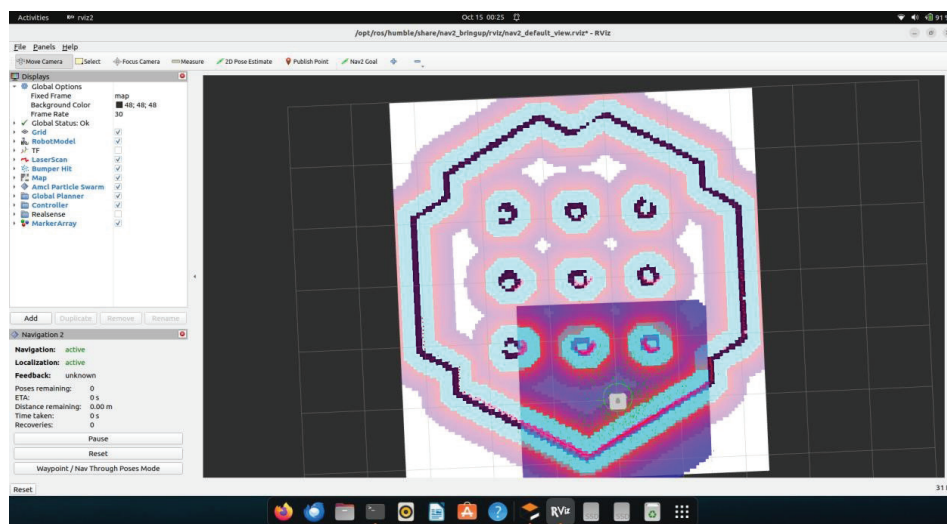 Activities rviz2 Oct 15 00:25 91
/opt/ros/humble/share/nav2_bringup/rviz/nav2_default_view.rviz* - RViz
File Panels Help
Move Camera Select Focus Camera Measure 2D Pose Estimate Publish Point Nav2 Goal
Displays
Global Options
Fixed Frame map
Background Color 48; 48; 48
Frame Rate 30
Global Status: Ok
Grid
RobotModel
TF
LaserScan
Bumper Hit
Map
Amcl Particle Swarm
Global Planner
Controller
Realsense
MarkerArray
Add Duplicate Remove Rename
Navigation 2
Navigation: active
Localization: active
Feedback: unknown
Poses remaining: 0
ETA: 0 s
Distance remaining: 0.00 m
Time taken: 0 s
Recoveries: 0
Pause
Reset
Waypoint / Nav Through Poses Mode
Reset 31
RViz